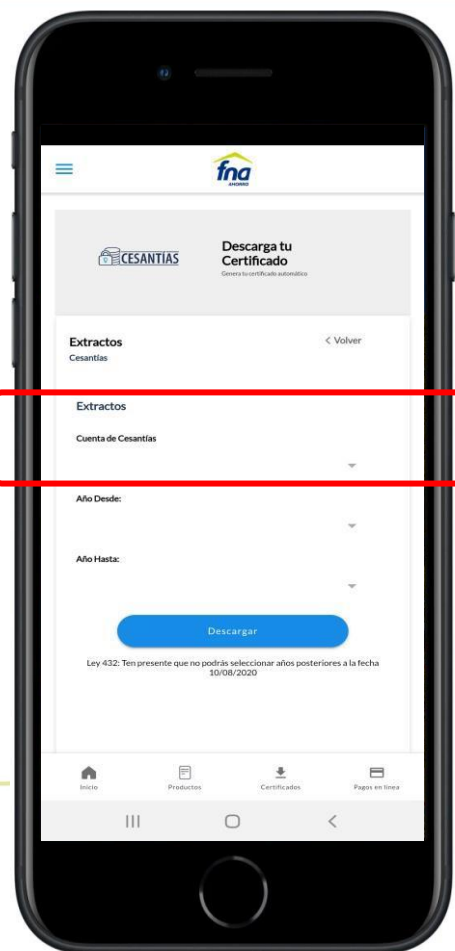 fna
AHORRO
CESANTÍAS
Descarga tu
Certificado
Genera tu certificado automático
Extractos
< Volver
Cesantías
Extractos
Cuenta de Cesantías
Año Desde:
Año Hasta:
Descargar
Ley 432: Ten presente que no podrás seleccionar años posteriores a la fecha
10/08/2020
Inicio
Productos
Certificados
Pagos en línea